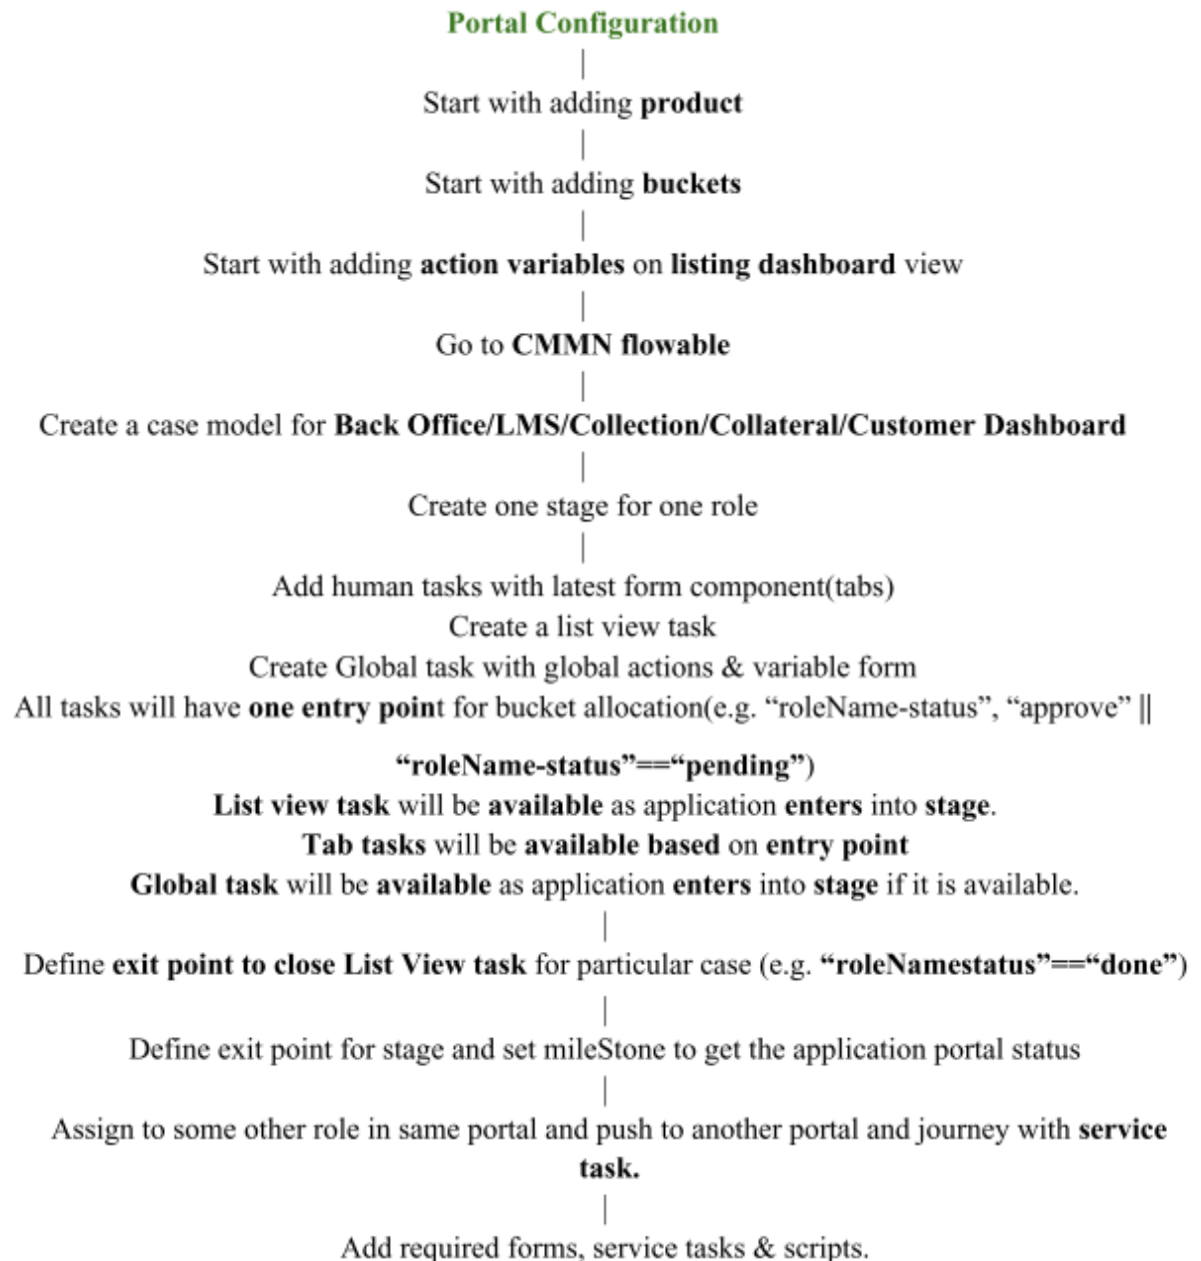 Portal Configuration
|
Start with adding product
|
Start with adding buckets
|
Start with adding action variables on listing dashboard view
|
Go to CMMN flowable
|
Create a case model for Back Office/LMS/Collection/Collateral/Customer Dashboard
|
Create one stage for one role
|
Add human tasks with latest form component(tabs)
Create a list view task
Create Global task with global actions & variable form
All tasks will have one entry point for bucket allocation(e.g. “roleName-status”, “approve” ||
“roleName-status”==“pending”)
List view task will be available as application enters into stage.
Tab tasks will be available based on entry point
Global task will be available as application enters into stage if it is available.
|
Define exit point to close List View task for particular case (e.g. “roleNamestatus”==“done”)
|
Define exit point for stage and set mileStone to get the application portal status
|
Assign to some other role in same portal and push to another portal and journey with service
task.
|
Add required forms, service tasks & scripts.